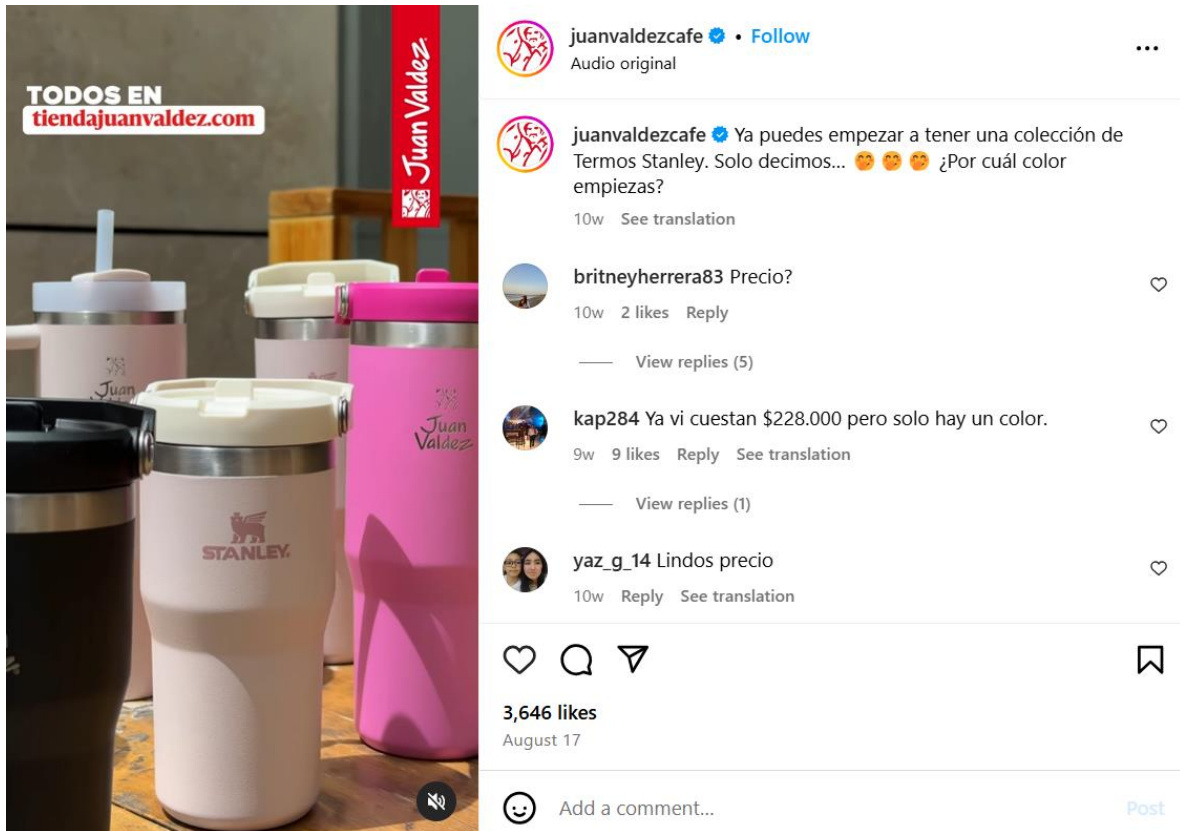 TODOS EN
tiendajuanvaldez.com
Juan Valdez
Juan
Juan
Valdez
STANLEY
juanvaldezcafe • Follow
Audio original
juanvaldezcafe Ya puedes empezar a tener una colección de
Termos Stanley. Solo decimos... 🤭 🤭 🤭 ¿Por cuál color
empiezas?
10w See translation
britneyherrera83 Precio?
10w 2 likes Reply
View replies (5)
kap284 Ya vi cuestan $228.000 pero solo hay un color.
9w 9 likes Reply See translation
View replies (1)
yaz_g_14 Lindos precio
10w Reply See translation
3,646 likes
August 17
Add a comment...
Post